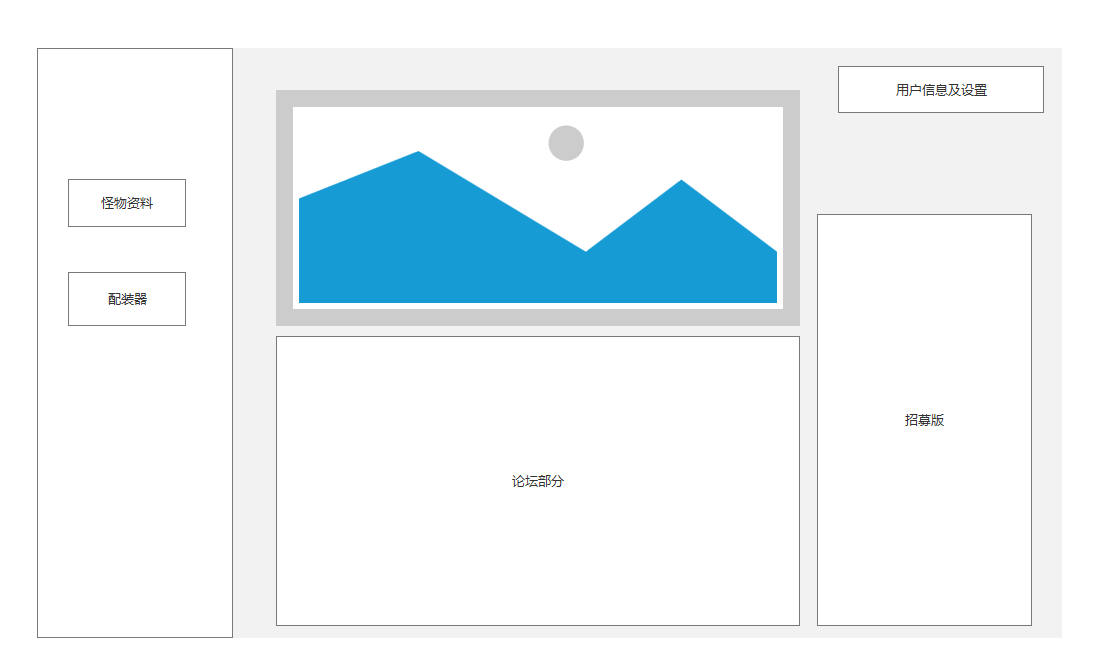 用户信息及设置
怪物资料
配装器
招募版
论坛部分